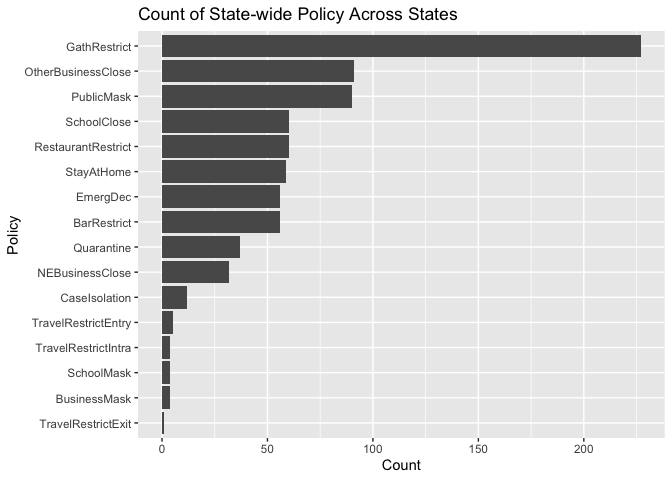 Count of State-wide Policy Across States
GathRestrict
OtherBusinessClose
PublicMask
SchoolClose
RestaurantRestrict
StayAtHome
EmergDec
BarRestrict
Quarantine
NEBusinessClose
CaseIsolation
TravelRestrictEntry
TravelRestrictIntra
SchoolMask
BusinessMask
TravelRestrictExit
Policy
0 50 100 150 200
Count